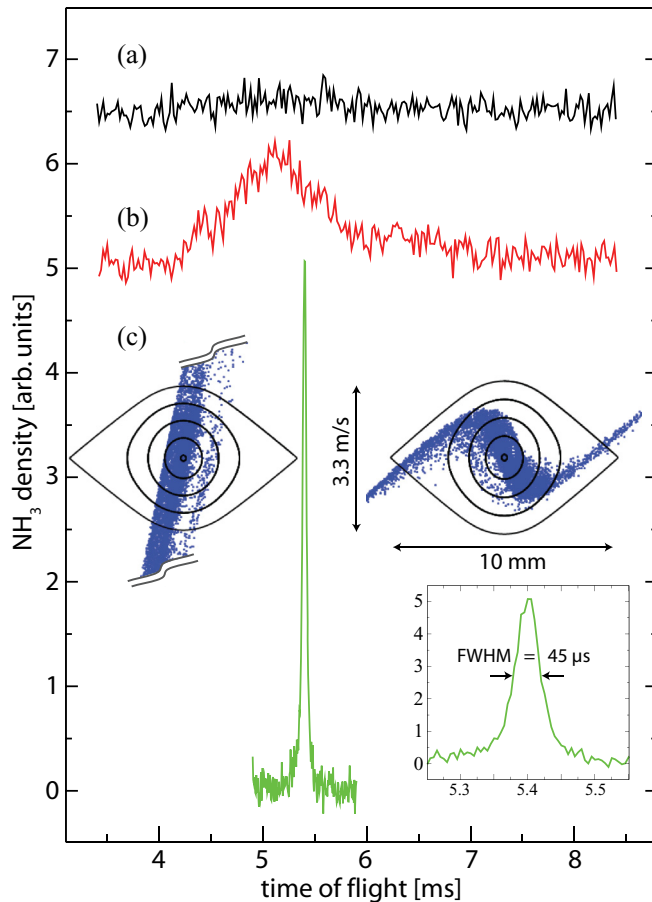 (a)
(b)
(c)
7
6
5
4
3
2
1
0
NH₃ density [arb. units]
3.3 m/s
10 mm
5
4
3
2
1
0
FWHM = 45 µs
5.3
5.4
5.5
4
5
6
7
8
time of flight [ms]